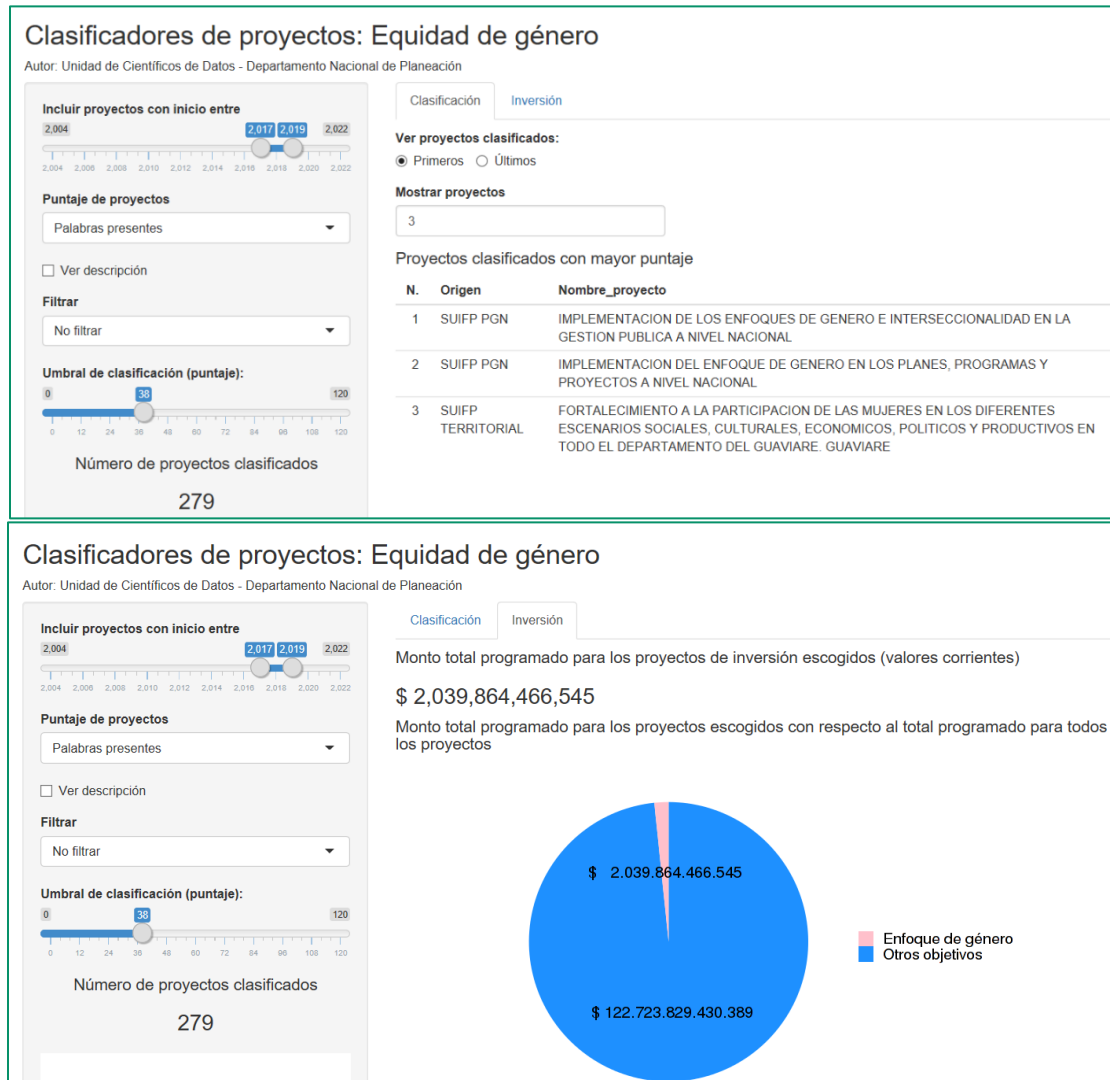 Clasificadores de proyectos: Equidad de género
Autor: Unidad de Científicos de Datos - Departamento Nacional de Planeación
Incluir proyectos con inicio entre
2,004 2,017 2,019 2,022
2,004 2,006 2,008 2,010 2,012 2,014 2,016 2,018 2,020 2,022
Puntaje de proyectos
Palabras presentes
Ver descripción
Filtrar
No filtrar
Umbral de clasificación (puntaje):
0 38 120
0 12 24 36 48 60 72 84 96 108 120
Número de proyectos clasificados
279
Clasificación Inversión
Ver proyectos clasificados:
Primeros Últimos
Mostrar proyectos
3
Proyectos clasificados con mayor puntaje
N. Origen Nombre_proyecto
1 SUIFP PGN IMPLEMENTACION DE LOS ENFOQUES DE GENERO E INTERSECCIONALIDAD EN LA
GESTION PUBLICA A NIVEL NACIONAL
2 SUIFP PGN IMPLEMENTACION DEL ENFOQUE DE GENERO EN LOS PLANES, PROGRAMAS Y
PROYECTOS A NIVEL NACIONAL
3 SUIFP FORTALECIMIENTO A LA PARTICIPACION DE LAS MUJERES EN LOS DIFERENTES
TERRITORIAL ESCENARIOS SOCIALES, CULTURALES, ECONOMICOS, POLITICOS Y PRODUCTIVOS EN
TODO EL DEPARTAMENTO DEL GUAVIARE. GUAVIARE
Clasificadores de proyectos: Equidad de género
Autor: Unidad de Científicos de Datos - Departamento Nacional de Planeación
Incluir proyectos con inicio entre
2,004 2,017 2,019 2,022
2,004 2,006 2,008 2,010 2,012 2,014 2,016 2,018 2,020 2,022
Puntaje de proyectos
Palabras presentes
Ver descripción
Filtrar
No filtrar
Umbral de clasificación (puntaje):
0 38 120
0 12 24 36 48 60 72 84 96 108 120
Número de proyectos clasificados
279
Clasificación Inversión
Monto total programado para los proyectos de inversión escogidos (valores corrientes)
$ 2,039,864,466,545
Monto total programado para los proyectos escogidos con respecto al total programado para todos
los proyectos
$ 2.039.864.466.545
$ 122.723.829.430.389
Enfoque de género
Otros objetivos